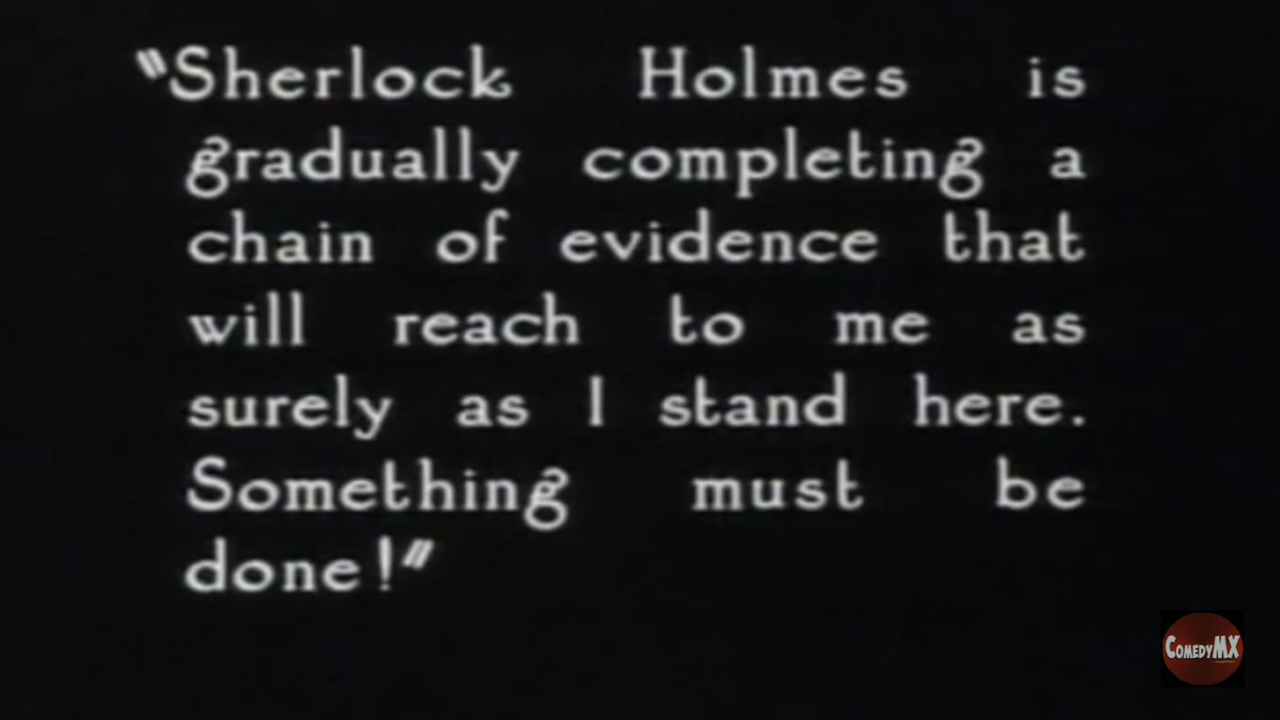 "Sherlock Holmes is
gradually completing a
chain of evidence that
will reach to me as
surely as I stand here.
Something must be
done!"
COMEDYMX